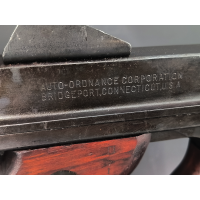 AUTO-ORDNANCE CORPORATION
BRIDGEPORT, CONNECTICUT, U.S.A